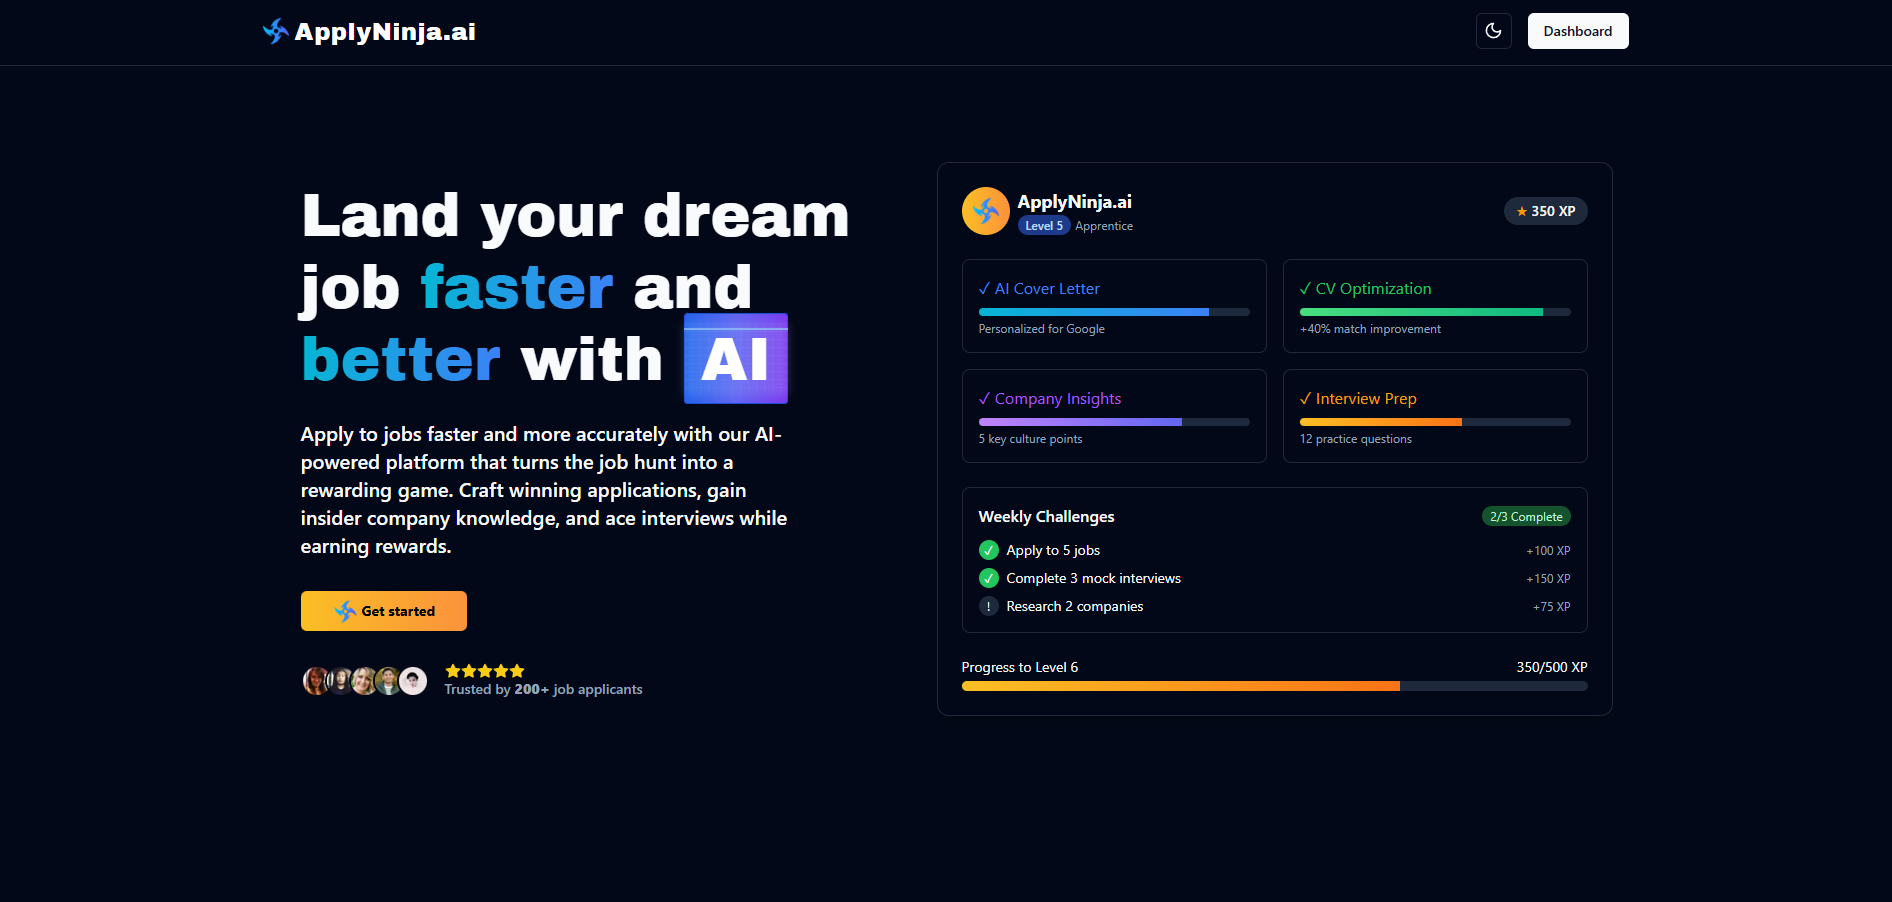 ApplyNinja.ai
Dashboard
Land your dream
job faster and
better with AI
Apply to jobs faster and more accurately with our AI-
powered platform that turns the job hunt into a
rewarding game. Craft winning applications, gain
insider company knowledge, and ace interviews while
earning rewards.
Get started
Trusted by 200+ job applicants
ApplyNinja.ai
Level 5 Apprentice
★ 350 XP
✓ AI Cover Letter
Personalized for Google
✓ CV Optimization
+40% match improvement
✓ Company Insights
5 key culture points
✓ Interview Prep
12 practice questions
Weekly Challenges
2/3 Complete
✓ Apply to 5 jobs +100 XP
✓ Complete 3 mock interviews +150 XP
! Research 2 companies +75 XP
Progress to Level 6 350/500 XP